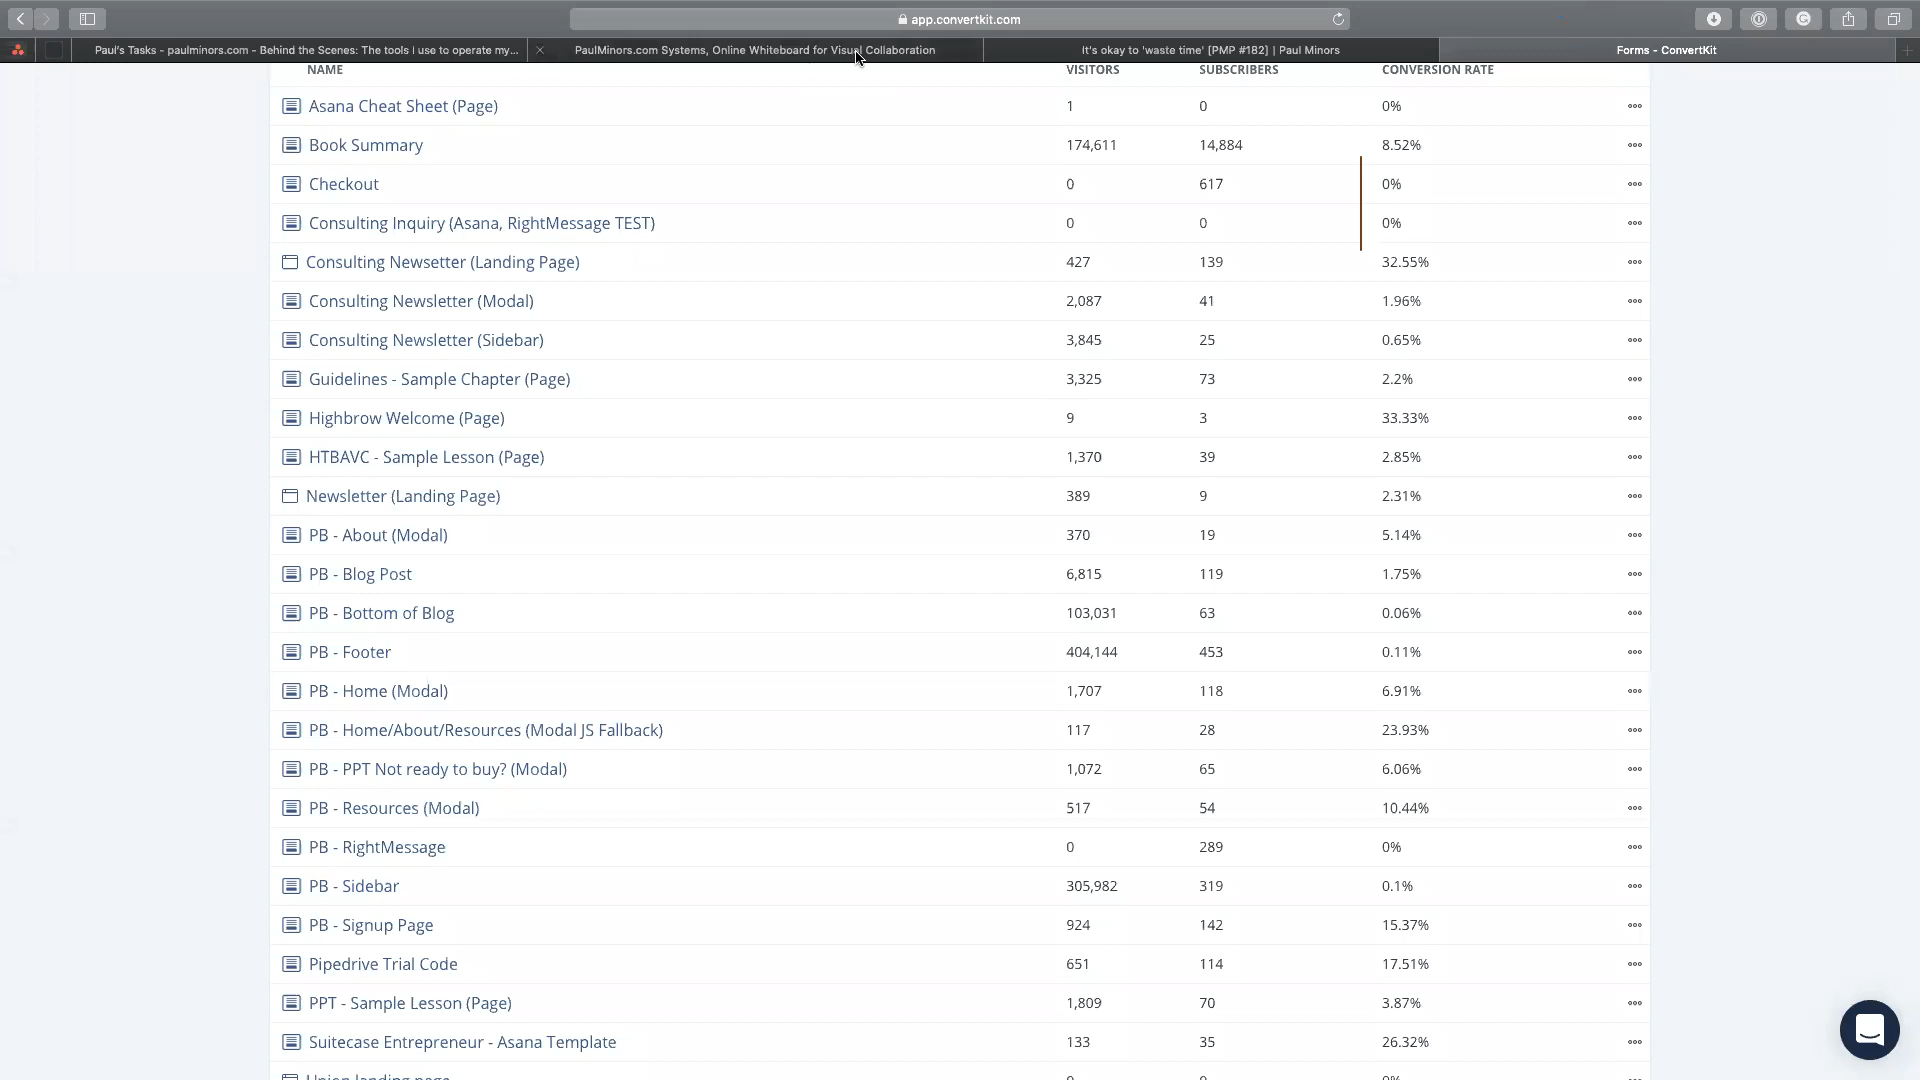 app.convertkit.com
Paul's Tasks - paulminors.com - Behind the Scenes: The tools I use to operate my...
PaulMinors.com Systems, Online Whiteboard for Visual Collaboration
It's okay to 'waste time' [PMP #182] | Paul Minors
Forms - ConvertKit
NAME VISITORS SUBSCRIBERS CONVERSION RATE
Asana Cheat Sheet (Page) 1 0 0%
Book Summary 174,611 14,884 8.52%
Checkout 0 617 0%
Consulting Inquiry (Asana, RightMessage TEST) 0 0 0%
Consulting Newsetter (Landing Page) 427 139 32.55%
Consulting Newsletter (Modal) 2,087 41 1.96%
Consulting Newsletter (Sidebar) 3,845 25 0.65%
Guidelines - Sample Chapter (Page) 3,325 73 2.2%
Highbrow Welcome (Page) 9 3 33.33%
HTBAVC - Sample Lesson (Page) 1,370 39 2.85%
Newsletter (Landing Page) 389 9 2.31%
PB - About (Modal) 370 19 5.14%
PB - Blog Post 6,815 119 1.75%
PB - Bottom of Blog 103,031 63 0.06%
PB - Footer 404,144 453 0.11%
PB - Home (Modal) 1,707 118 6.91%
PB - Home/About/Resources (Modal JS Fallback) 117 28 23.93%
PB - PPT Not ready to buy? (Modal) 1,072 65 6.06%
PB - Resources (Modal) 517 54 10.44%
PB - RightMessage 0 289 0%
PB - Sidebar 305,982 319 0.1%
PB - Signup Page 924 142 15.37%
Pipedrive Trial Code 651 114 17.51%
PPT - Sample Lesson (Page) 1,809 70 3.87%
Suitecase Entrepreneur - Asana Template 133 35 26.32%